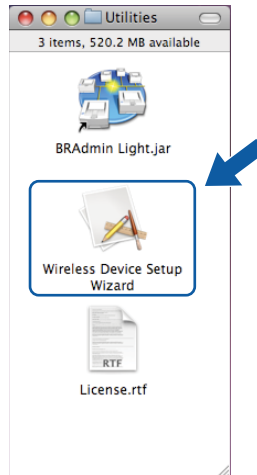 Utilities
3 items, 520.2 MB available
BRAdmin Light.jar
Wireless Device Setup
Wizard
RTF
License.rtf